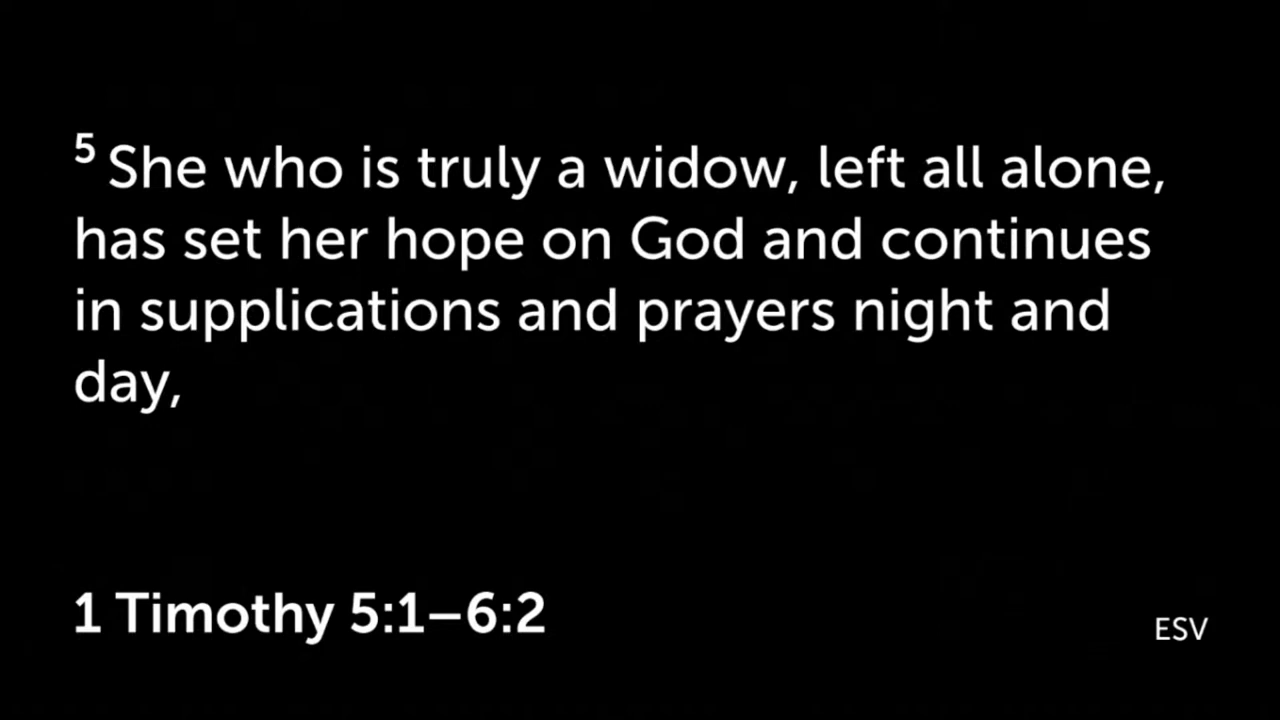 5 She who is truly a widow, left all alone,
has set her hope on God and continues
in supplications and prayers night and
day,
1 Timothy 5:1–6:2
ESV